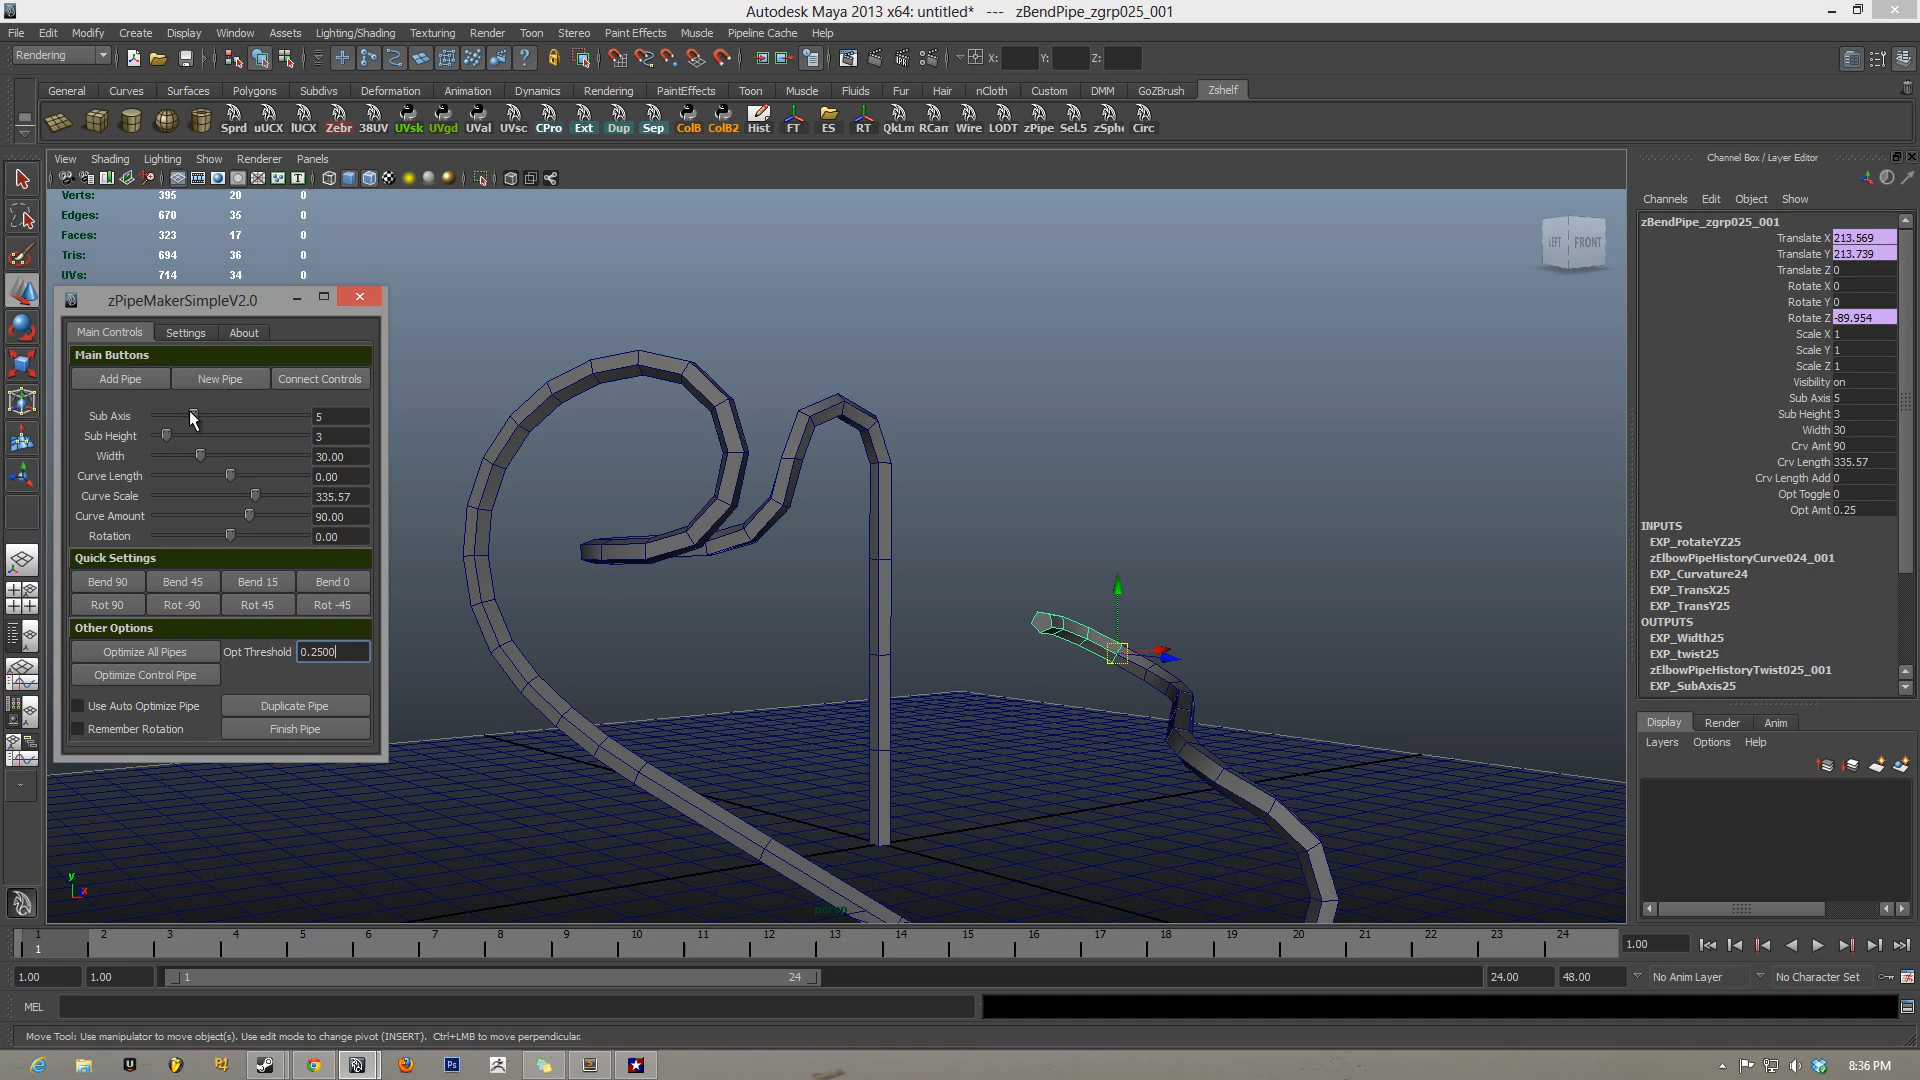 Autodesk Maya 2013 x64: untitled* --- zBendPipe_zgrp025_001
File Edit Modify Create Display Window Assets Lighting/Shading Texturing Render Toon Stereo Paint Effects Muscle Pipeline Cache Help
Rendering X: Y: Z:
General Curves Surfaces Polygons Subdivs Deformation Animation Dynamics Rendering PaintEffects Toon Muscle Fluids Fur Hair nCloth Custom DMM GoZBrush Zshelf
Sprd uUCX lUCX Zebr 38UV UVsk UVgd UVal UVsc CPro Ext Dup Sep ColB ColB2 Hist FT ES RT QkLm RCam Wire LODT zPipe Sel.5 zSph Circ
View Shading Lighting Show Renderer Panels
Channel Box / Layer Editor
Channels Edit Object Show
Verts: 395 20 0
Edges: 670 35 0
Faces: 323 17 0
Tris: 694 36 0
UVs: 714 34 0
LEFT FRONT
zPipeMakerSimpleV2.0
Main Controls Settings About
Main Buttons
Add Pipe New Pipe Connect Controls
Sub Axis 5
Sub Height 3
Width 30.00
Curve Length 0.00
Curve Scale 335.57
Curve Amount 90.00
Rotation 0.00
Quick Settings
Bend 90 Bend 45 Bend 15 Bend 0
Rot 90 Rot -90 Rot 45 Rot -45
Other Options
Optimize All Pipes Opt Threshold 0.2500
Optimize Control Pipe
Use Auto Optimize Pipe Duplicate Pipe
Remember Rotation Finish Pipe
y
x
persp
zBendPipe_zgrp025_001
Translate X 213.569
Translate Y 213.739
Translate Z 0
Rotate X 0
Rotate Y 0
Rotate Z -89.954
Scale X 1
Scale Y 1
Scale Z 1
Visibility on
Sub Axis 5
Sub Height 3
Width 30
Crv Amt 90
Crv Length 335.57
Crv Length Add 0
Opt Toggle 0
Opt Amt 0.25
INPUTS
EXP_rotateYZ25
zElbowPipeHistoryCurve024_001
EXP_Curvature24
EXP_TransX25
EXP_TransY25
OUTPUTS
EXP_Width25
EXP_twist25
zElbowPipeHistoryTwist025_001
EXP_SubAxis25
Display Render Anim
Layers Options Help
1 2 3 4 5 6 7 8 9 10 11 12 13 14 15 16 17 18 19 20 21 22 23 24
1
1.00
1.00 1.00 1 24 24.00 48.00 No Anim Layer No Character Set
MEL
Move Tool: Use manipulator to move object(s). Use edit mode to change pivot (INSERT). Ctrl+LMB to move perpendicular.
Ps
8:36 PM